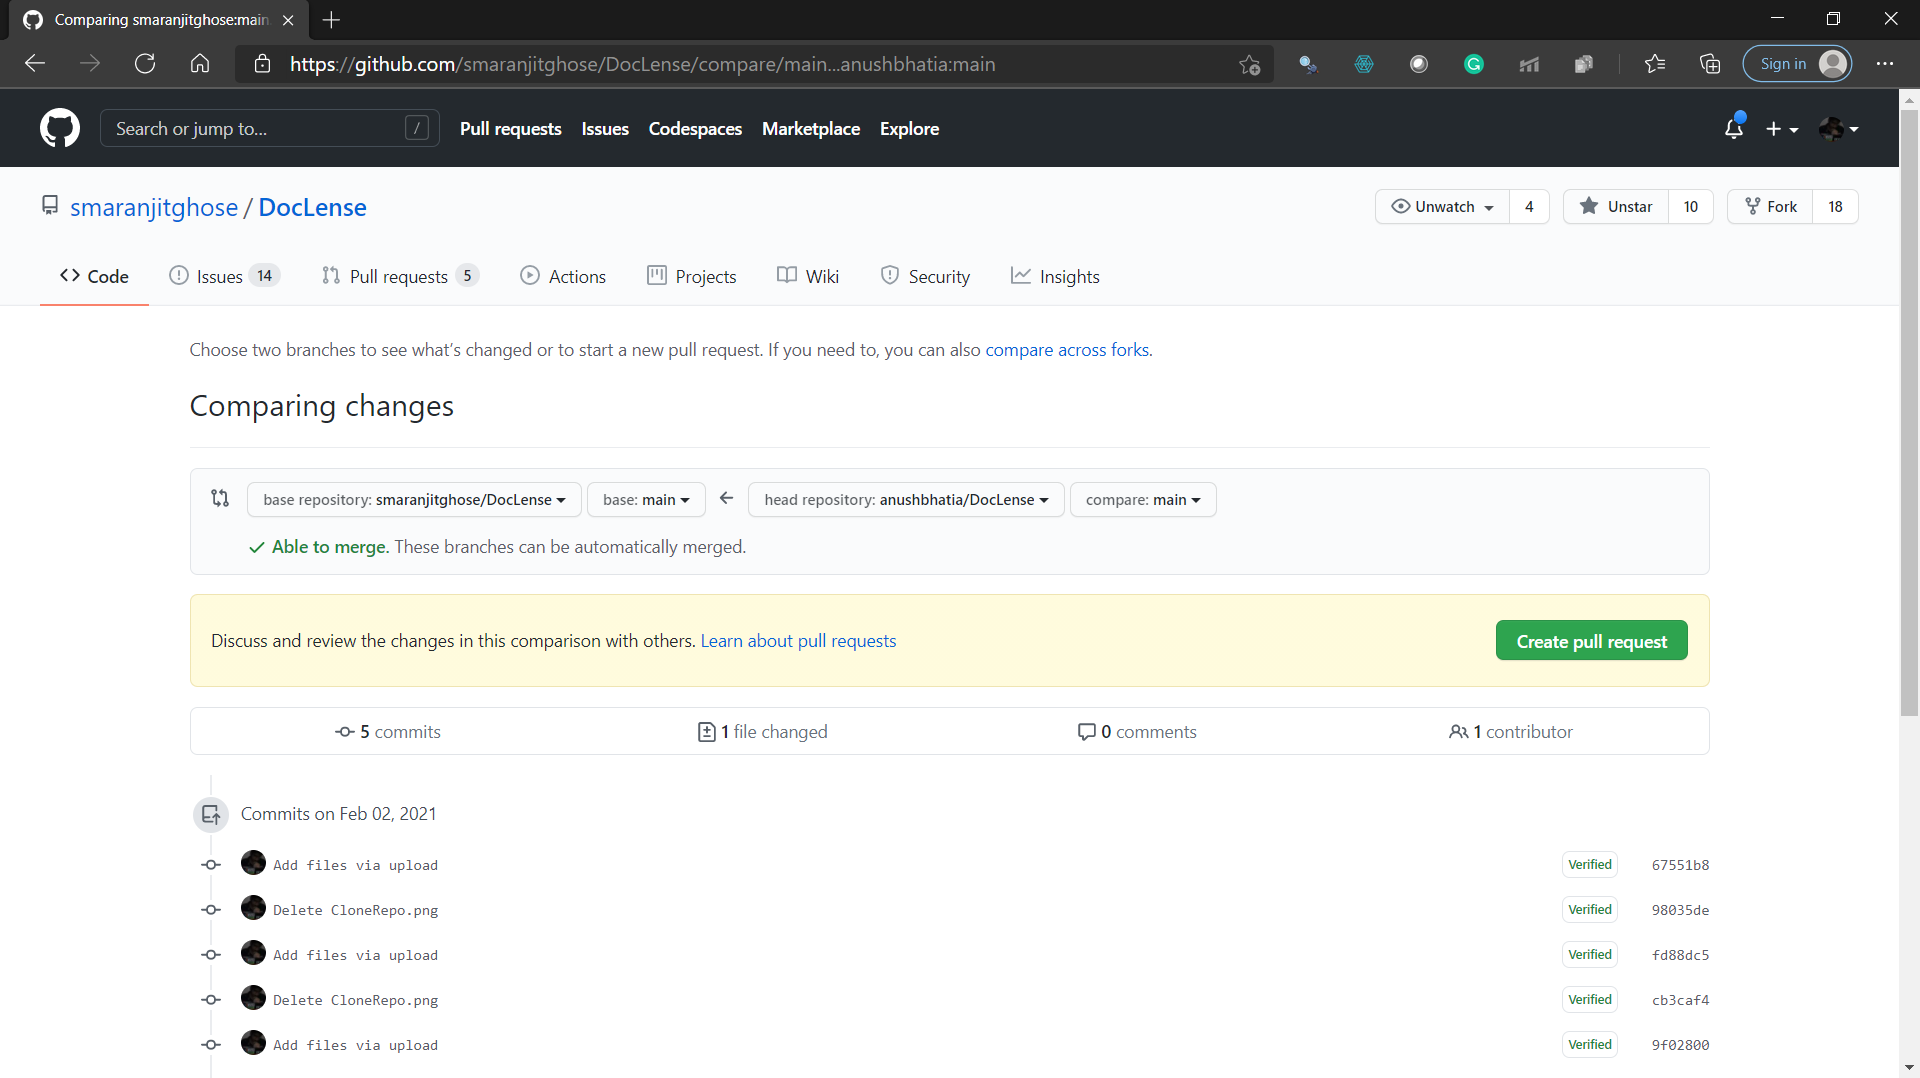 Comparing smaranjitghose:main
https://github.com/smaranjitghose/DocLense/compare/main...anushbhatia:main
Sign in
Search or jump to...
/
Pull requests
Issues
Codespaces
Marketplace
Explore
smaranjitghose / DocLense
Unwatch 4
Unstar 10
Fork 18
Code
Issues 14
Pull requests 5
Actions
Projects
Wiki
Security
Insights
Choose two branches to see what's changed or to start a new pull request. If you need to, you can also compare across forks.
Comparing changes
base repository: smaranjitghose/DocLense
base: main
head repository: anushbhatia/DocLense
compare: main
Able to merge. These branches can be automatically merged.
Discuss and review the changes in this comparison with others. Learn about pull requests
Create pull request
5 commits
1 file changed
0 comments
1 contributor
Commits on Feb 02, 2021
Add files via upload Verified 67551b8
Delete CloneRepo.png Verified 98035de
Add files via upload Verified fd88dc5
Delete CloneRepo.png Verified cb3caf4
Add files via upload Verified 9f02800